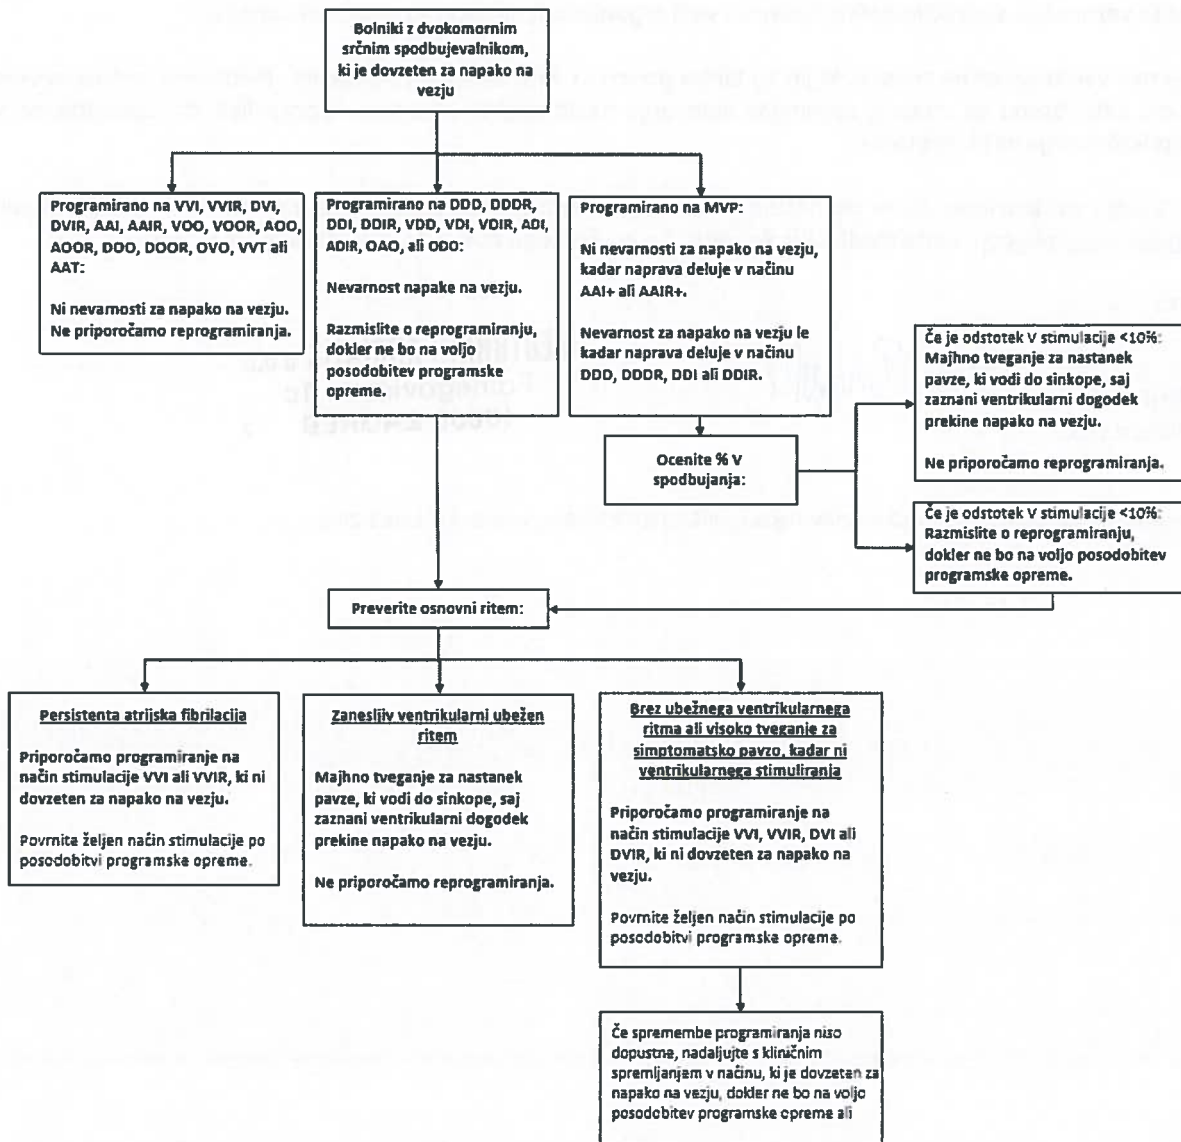 Bolniki z dvokomornim
srčnim spodbujevalnikom,
ki je dovzeten za napako na
vezju
Programirano na VVI, VVIR, DVI,
DVIR, AAI, AAIR, VOO, VOOR, AOO,
AOOR, DOO, DOOR, OVO, VVT ali
AAT:
Ni nevarnosti za napako na vezju.
Ne priporočamo reprogramiranja.
Programirano na DDD, DDDR,
DDI, DDIR, VDD, VDI, VDIR, ADI,
ADIR, OAO, ali ODO:
Nevarnost napake na vezju.
Razmislite o reprogramiranju,
dokler ne bo na voljo
posodobitev programske
opreme.
Programirano na MVP:
Ni nevarnosti za napako na vezju,
kadar naprava deluje v načinu
AAI+ ali AAIR+.
Nevarnost za napako na vezju le
kadar naprava deluje v načinu
DDD, DDDR, DDI ali DDIR.
Ocenite % V
spodbujanja:
Če je odstotek V stimulacije <10%:
Majhno tveganje za nastanek
pavze, ki vodi do sinkope, saj
zaznani ventrikularni dogodek
prekine napako na vezju.
Ne priporočamo reprogramiranja.
Če je odstotek V stimulacije <10%:
Razmislite o reprogramiranju,
dokler ne bo na voljo posodobitev
programske opreme.
Preverite osnovni ritem:
Persistenta atrijska fibrilacija
Priporočamo programiranje na
način stimulacije VVI ali VVIR, ki ni
dovzeten za napako na vezju.
Povrnite željen način stimulacije po
posodobitvi programske opreme.
Zanesljiv ventrikularni ubežen
ritem
Majhno tveganje za nastanek
pavze, ki vodi do sinkope, saj
zaznani ventrikularni dogodek
prekine napako na vezju.
Ne priporočamo reprogramiranja.
Brez ubežnega ventrikularnega
ritma ali visoko tveganje za
simptomatsko pavzo, kadar ni
ventrikularnega stimuliranja
Priporočamo programiranje na
način stimulacije VVI, VVIR, DVI ali
DVIR, ki ni dovzeten za napako na
vezju.
Povrnite željen način stimulacije po
posodobitvi programske opreme.
Če spremembe programiranja niso
dopustne, nadaljujte s kliničnim
spremljanjem v načinu, ki je dovzeten za
napako na vezju, dokler ne bo na voljo
posodobitev programske opreme ali